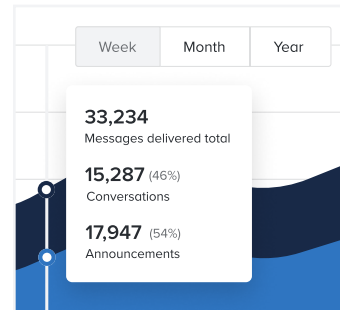 Week Month Year
33,234
Messages delivered total
15,287 (46%)
Conversations
17,947 (54%)
Announcements